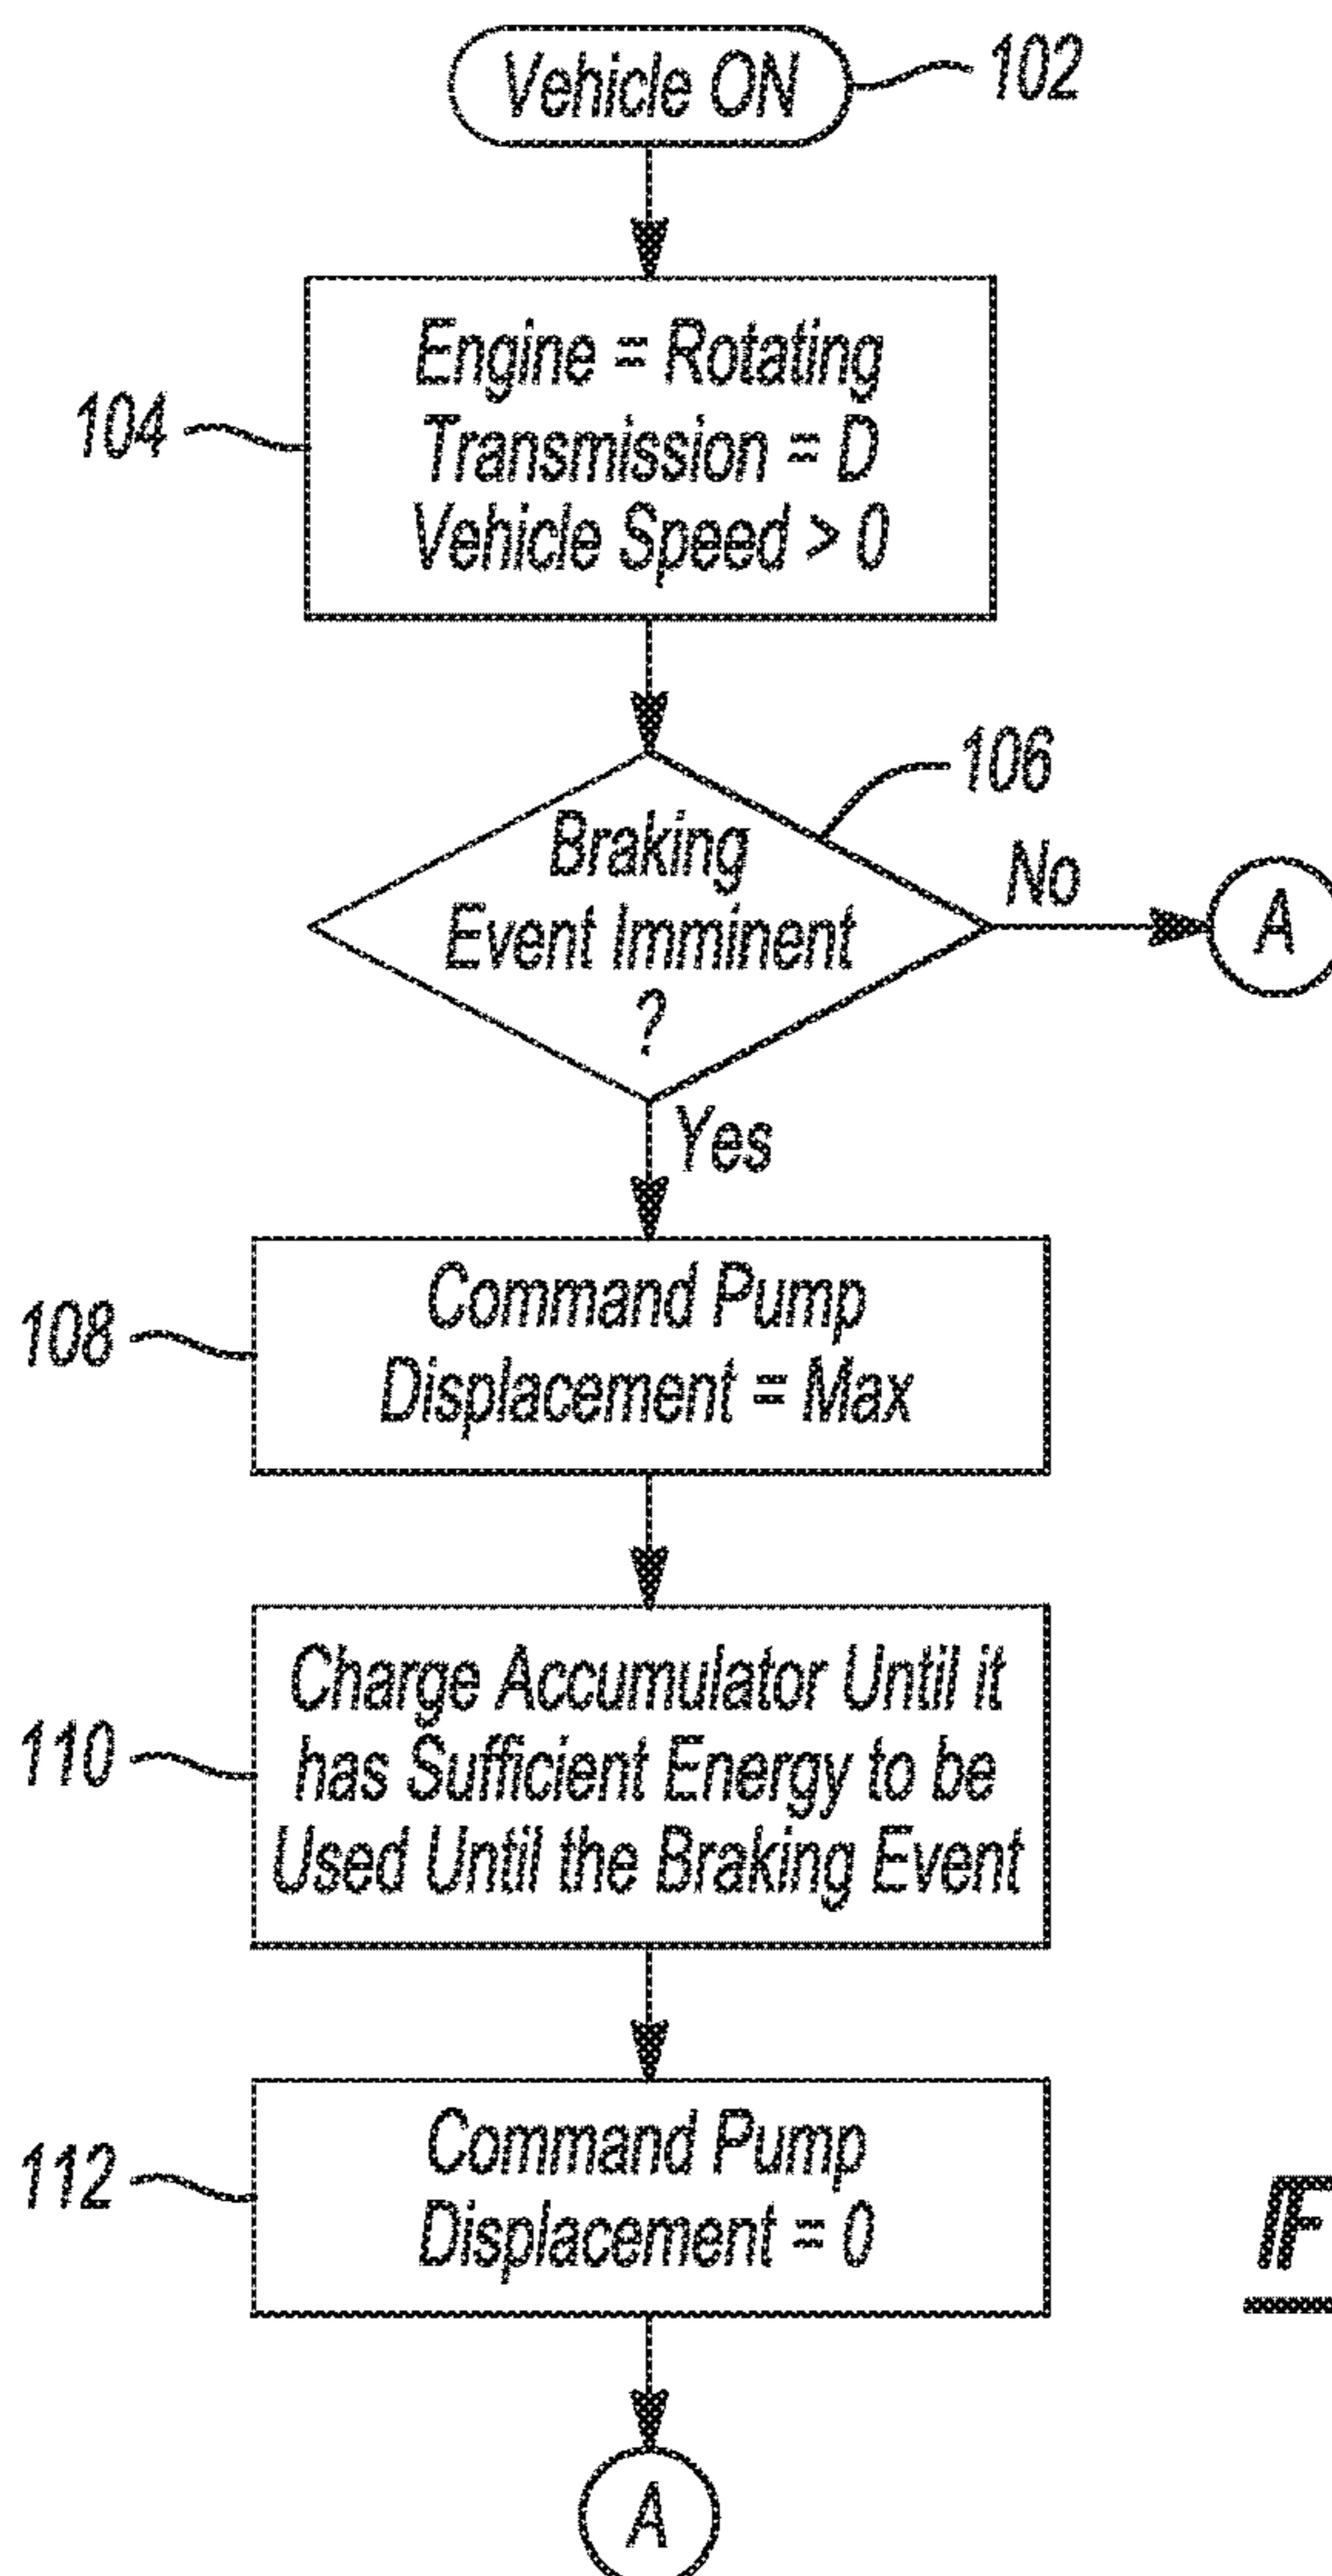 Vehicle ON
102
Engine = Rotating
104
Transmission = D
Vehicle Speed > 0
106
Braking
No
Event Imminent
A
?
Yes
Command Pump
108
Displacement = Max
Charge Accumulator Until it
110
has Sufficient Energy to be
Used Until the Braking Event
Command Pump
112
Displacement = 0
F
A